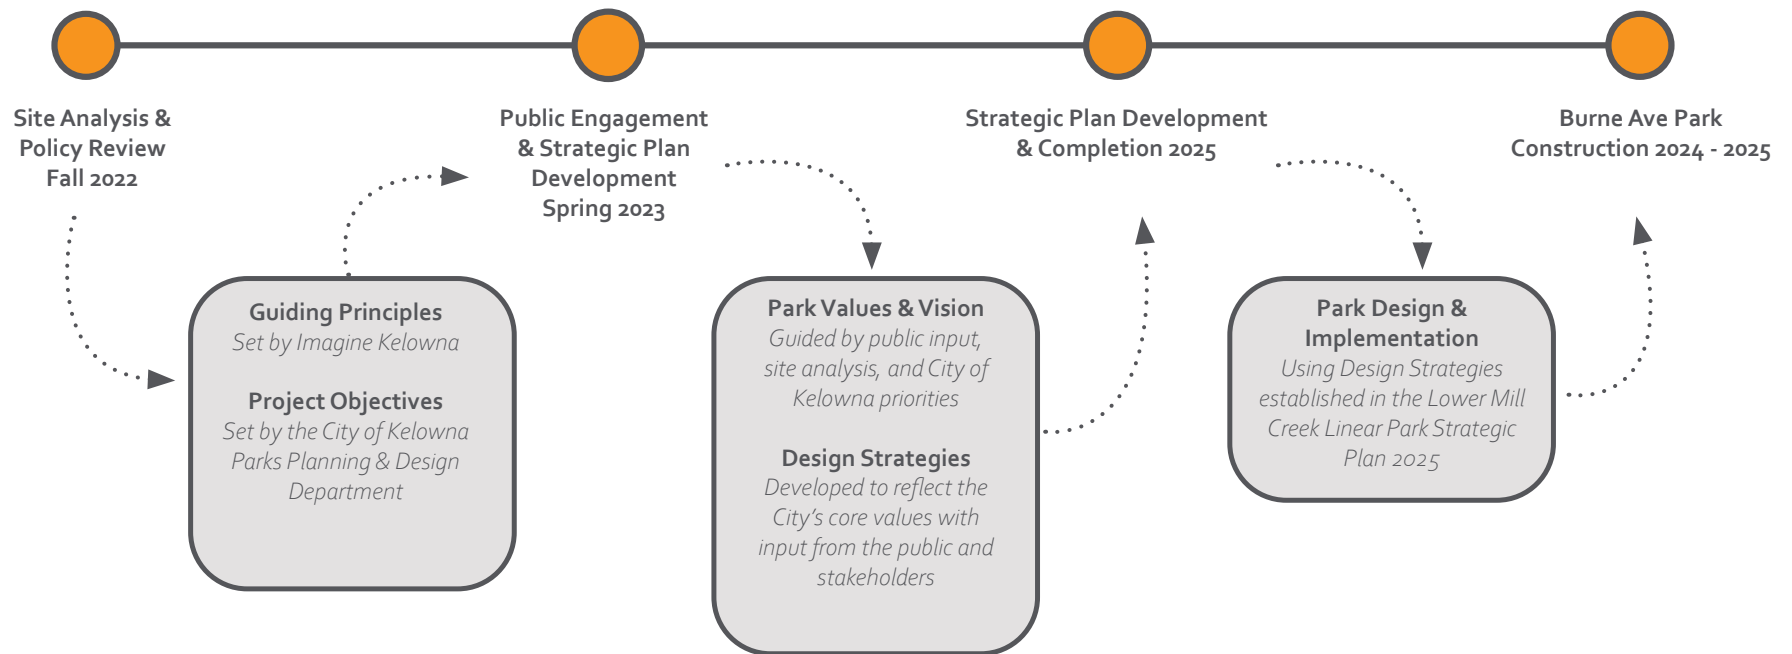 Site Analysis &
Policy Review
Fall 2022
Public Engagement
& Strategic Plan
Development
Spring 2023
Strategic Plan Development
& Completion 2025
Burne Ave Park
Construction 2024 - 2025
Guiding Principles
Set by Imagine Kelowna
Project Objectives
Set by the City of Kelowna
Parks Planning & Design
Department
Park Values & Vision
Guided by public input,
site analysis, and City of
Kelowna priorities
Design Strategies
Developed to reflect the
City's core values with
input from the public and
stakeholders
Park Design &
Implementation
Using Design Strategies
established in the Lower Mill
Creek Linear Park Strategic
Plan 2025